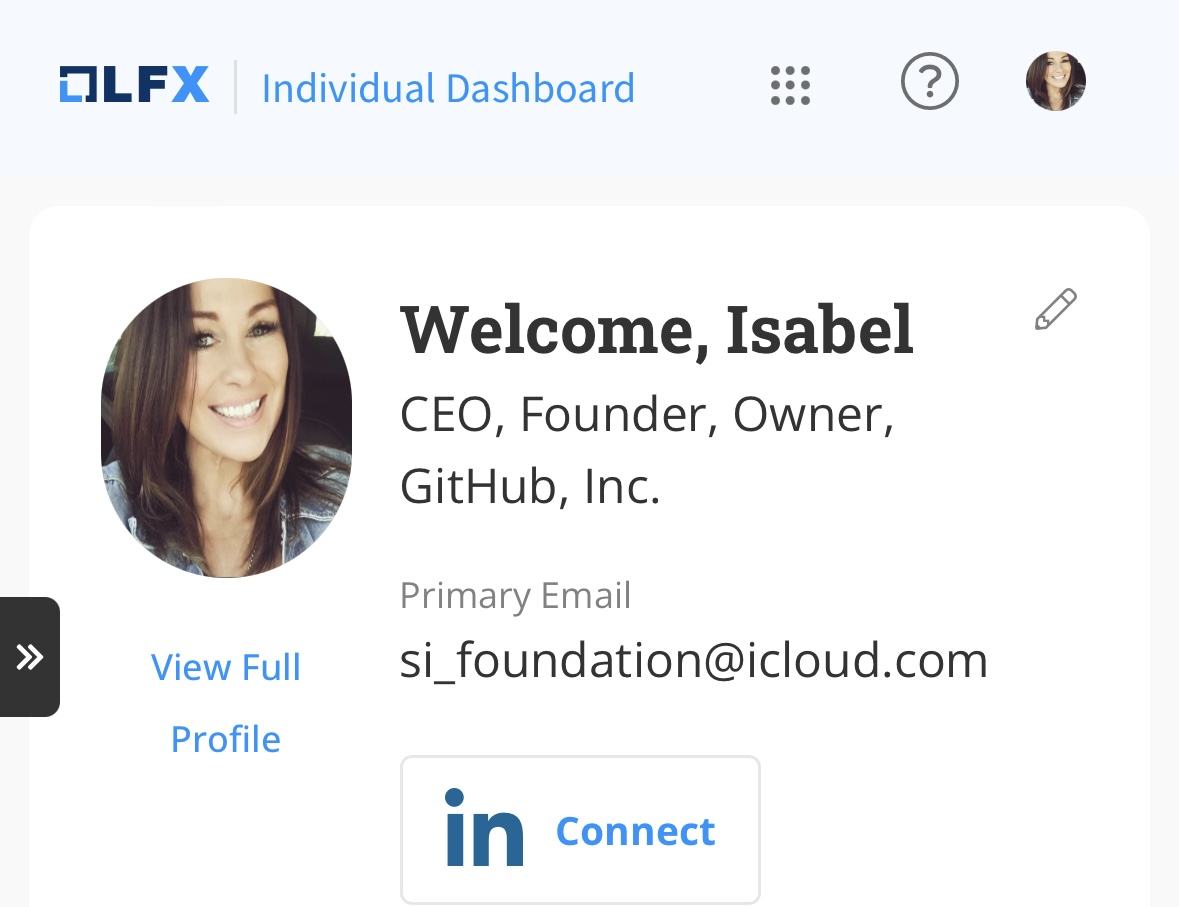 LFX Individual Dashboard
Welcome, Isabel
CEO, Founder, Owner,
GitHub, Inc.
Primary Email
si_foundation@icloud.com
View Full
Profile
in Connect